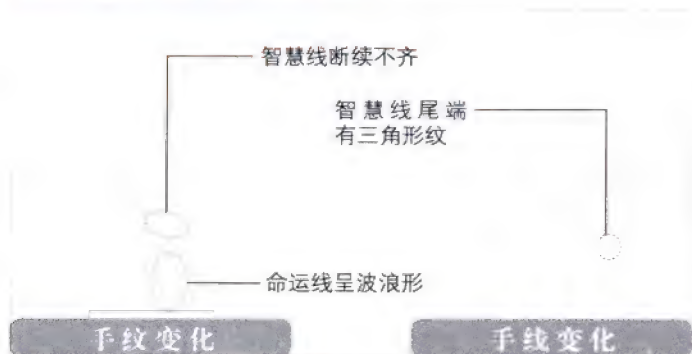 智慧线断续不齐
智慧线尾端
有三角形纹
命运线呈波浪形
手纹变化
手线变化